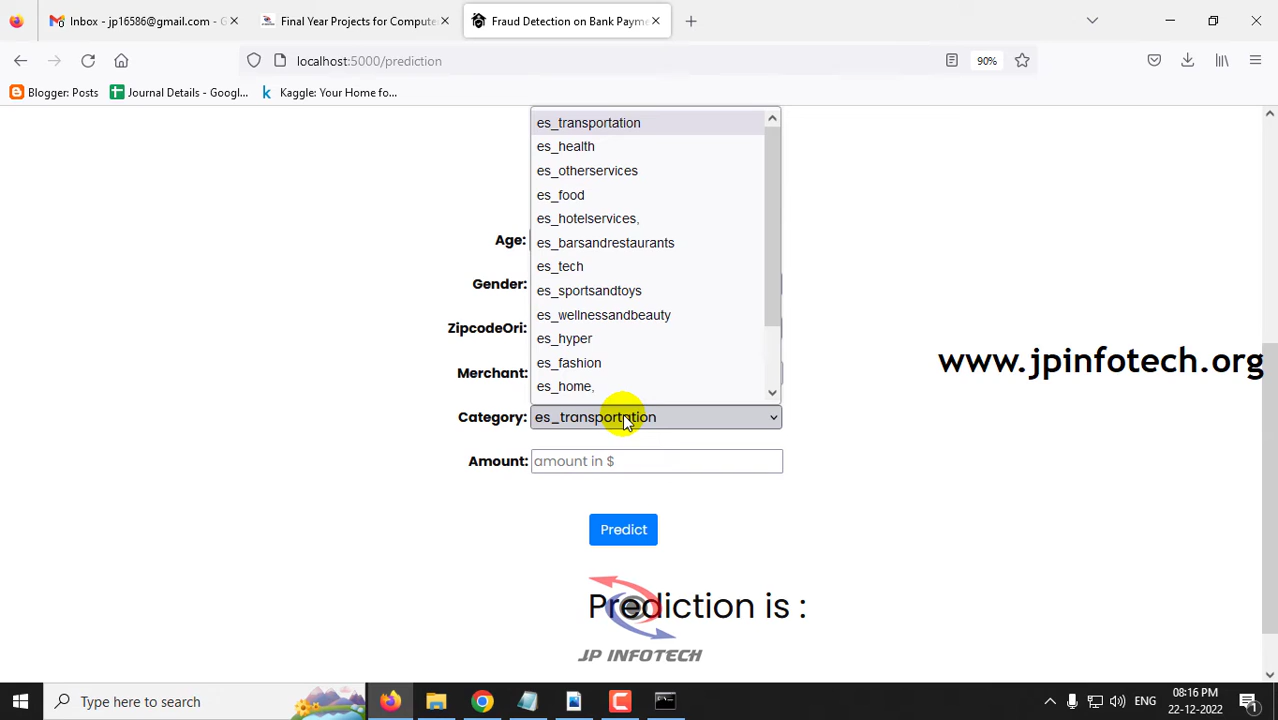 Inbox - jp16586@gmail.com - G
Final Year Projects for Compute
Fraud Detection on Bank Payme
localhost:5000/prediction
90%
Blogger: Posts
Journal Details - Googl...
Kaggle: Your Home fo...
es_transportation
es_health
es_otherservices
es_food
es_hotelservices,
es_barsandrestaurants
es_tech
es_sportsandtoys
es_wellnessandbeauty
es_hyper
es_fashion
es_home,
Age:
Gender:
ZipcodeOri:
Merchant:
Category: es_transportation
Amount: amount in $
www.jpinfotech.org
Predict
Prediction is :
JP INFOTECH
Type here to search
ENG
08:16 PM
22-12-2022
1